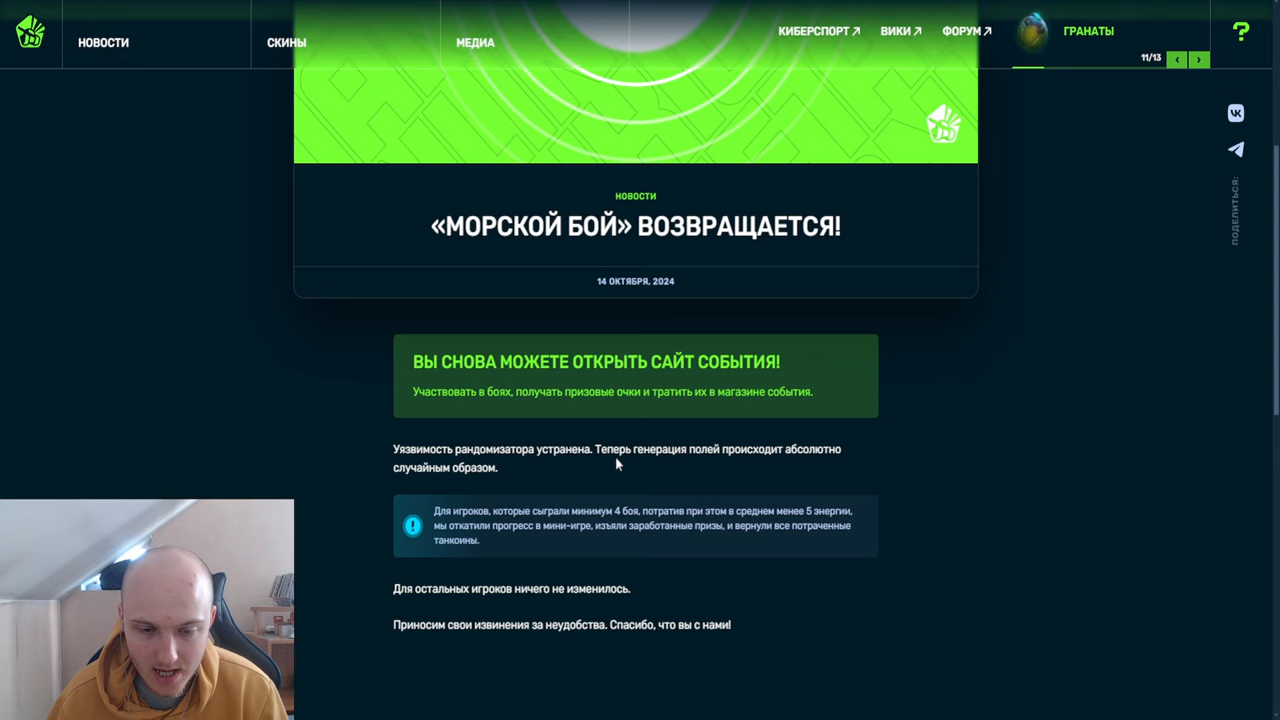 НОВОСТИ
СКИНЫ
МЕДИА
КИБЕРСПОРТ
ВИКИ
ФОРУМ
ГРАНАТЫ
?
11/13
‹ ›
ПОДЕЛИТЬСЯ:
НОВОСТИ
«МОРСКОЙ БОЙ» ВОЗВРАЩАЕТСЯ!
14 ОКТЯБРЯ, 2024
ВЫ СНОВА МОЖЕТЕ ОТКРЫТЬ САЙТ СОБЫТИЯ!
Участвовать в боях, получать призовые очки и тратить их в магазине события.
Уязвимость рандомизатора устранена. Теперь генерация полей происходит абсолютно
случайным образом.
Для игроков, которые сыграли минимум 4 боя, потратив при этом в среднем менее 5 энергии,
мы откатили прогресс в мини-игре, изъяли заработанные призы, и вернули все потраченные
танкоины.
Для остальных игроков ничего не изменилось.
Приносим свои извинения за неудобства. Спасибо, что вы с нами!